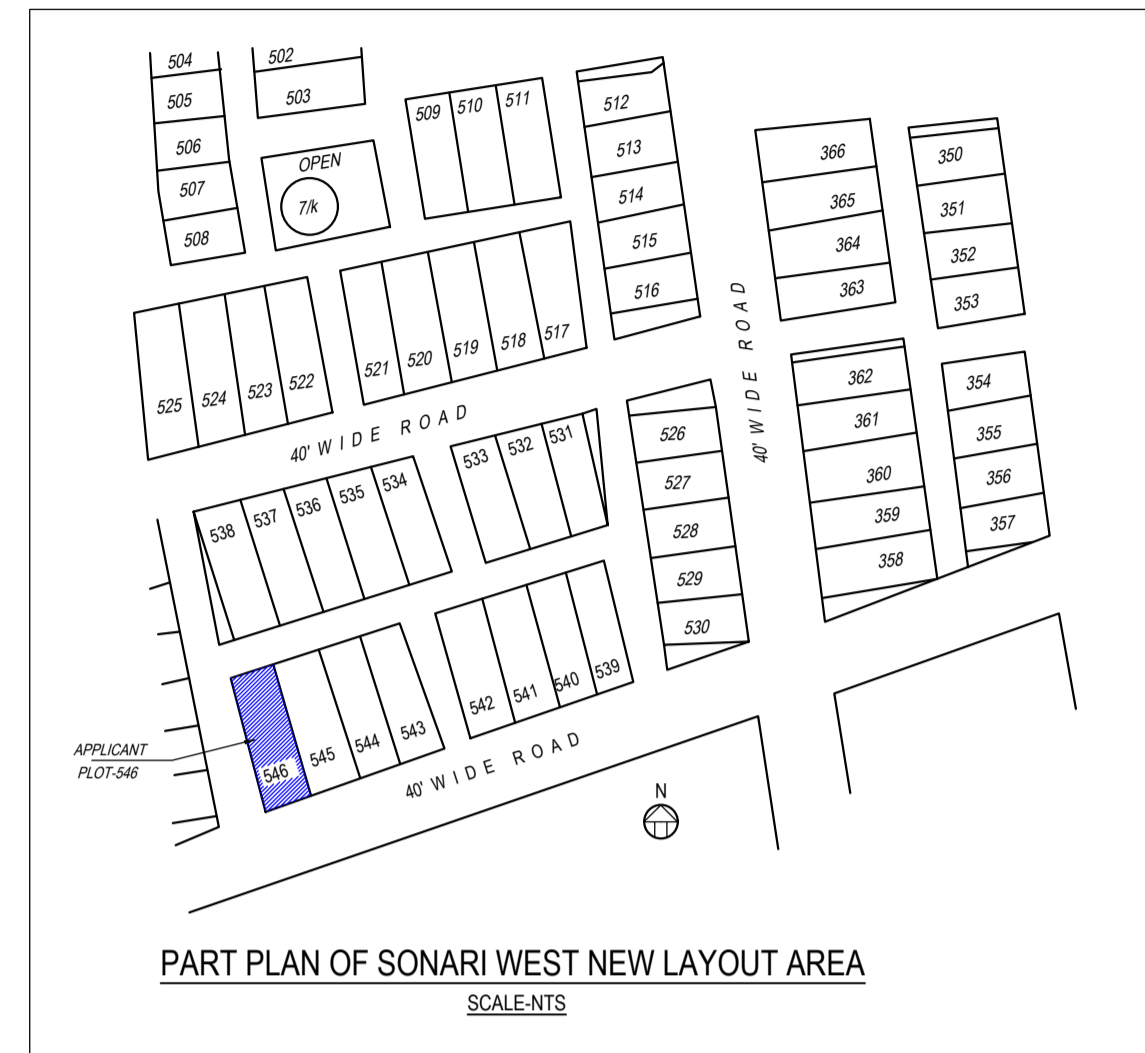 504
505
506
507
508
502
503
OPEN
7/k
509 510 511
512
513
514
515
516
366
365
364
363
350
351
352
353
525 524 523 522
521 520 519 518 517
40' WIDE ROAD
40' WIDE ROAD
362
361
360
359
358
354
355
356
357
538 537 536 535 534
533 532 531
526
527
528
529
530
546 545 544 543
542 541 540 539
APPLICANT
PLOT-546
40' WIDE ROAD
N
PART PLAN OF SONARI WEST NEW LAYOUT AREA
SCALE-NTS